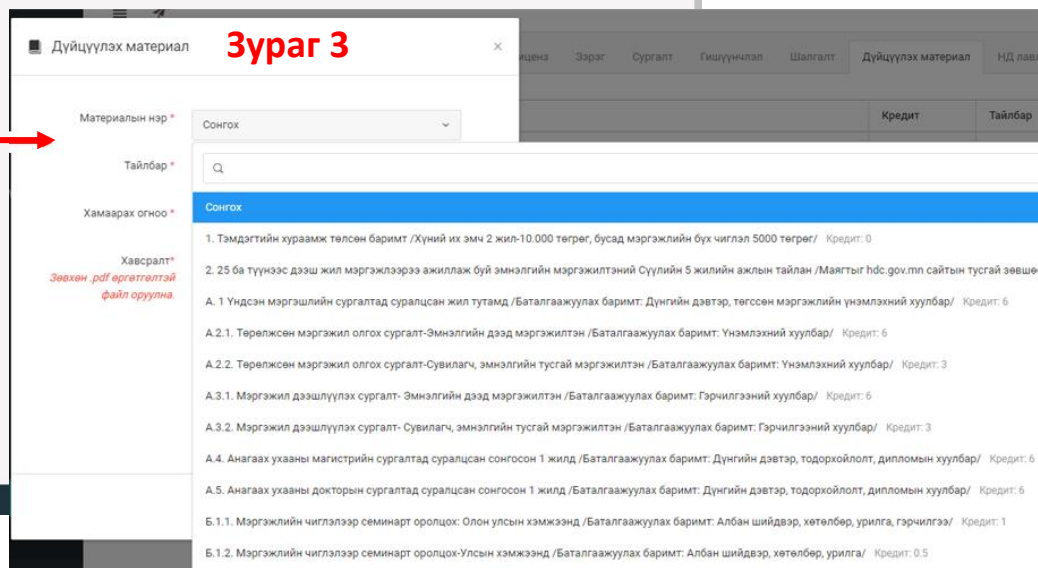 Дүйцүүлэх материал
Зураг 3
×
Зэрэг Сургалт Гишүүнчлэл Шалгалт Дүйцүүлэх материал НД
Кредит Тайлбар
Материалын нэр *
Сонгох
Тайлбар *
Хамаарах огноо *
Хавсралт*
Зөвхөн .pdf өргөтгөлтэй
файл оруулна.
Сонгох
1. Тэмдэгтийн хураамж төлсөн баримт /Хүний их эмч 2 жил-10.000 төгрөг, бусад мэргэжлийн бүх чиглэл 5000 төгрөг/ Кредит: 0
2. 25 ба түүнээс дээш жил мэргэжлээрээ ажиллаж буй эмнэлгийн мэргэжилтэний Сүүлийн 5 жилийн ажлын тайлан /Маягтыг hdc.gov.mn сайтын тусгай
А. 1 Үндсэн мэргэшлийн сургалтад суралцсан жил тутамд /Баталгаажуулах баримт: Дүнгийн дэвтэр, төгссөн мэргэжлийн үнэмлэхний хуулбар/ Кредит: 6
А.2.1. Төрөлжсөн мэргэжил олгох сургалт-Эмнэлгийн дээд мэргэжилтэн /Баталгаажуулах баримт: Үнэмлэхний хуулбар/ Кредит: 6
А.2.2. Төрөлжсөн мэргэжил олгох сургалт-Сувилагч, эмнэлгийн тусгай мэргэжилтэн /Баталгаажуулах баримт: Үнэмлэхний хуулбар/ Кредит: 3
А.3.1. Мэргэжил дээшлүүлэх сургалт- Эмнэлгийн дээд мэргэжилтэн /Баталгаажуулах баримт: Гэрчилгээний хуулбар/ Кредит: 6
А.3.2. Мэргэжил дээшлүүлэх сургалт- Сувилагч, эмнэлгийн тусгай мэргэжилтэн /Баталгаажуулах баримт: Гэрчилгээний хуулбар/ Кредит: 3
А.4. Анагаах ухааны магистрийн сургалтад суралцсан сонгосон 1 жилд /Баталгаажуулах баримт: Дүнгийн дэвтэр, тодорхойлолт, дипломын хуулбар/ Кредит: 6
А.5. Анагаах ухааны докторын сургалтад суралцсан сонгосон 1 жилд /Баталгаажуулах баримт: Дүнгийн дэвтэр, тодорхойлолт, дипломын хуулбар/ Кредит: 6
Б.1.1. Мэргэжлийн чиглэлээр семинарт оролцох: Олон улсын хэмжээнд /Баталгаажуулах баримт: Албан шийдвэр, хөтөлбөр, урилга, гэрчилгээ/ Кредит: 1
Б.1.2. Мэргэжлийн чиглэлээр семинарт оролцох-Улсын хэмжээнд /Баталгаажуулах баримт: Албан шийдвэр, хөтөлбөр, урилга/ Кредит: 0.5